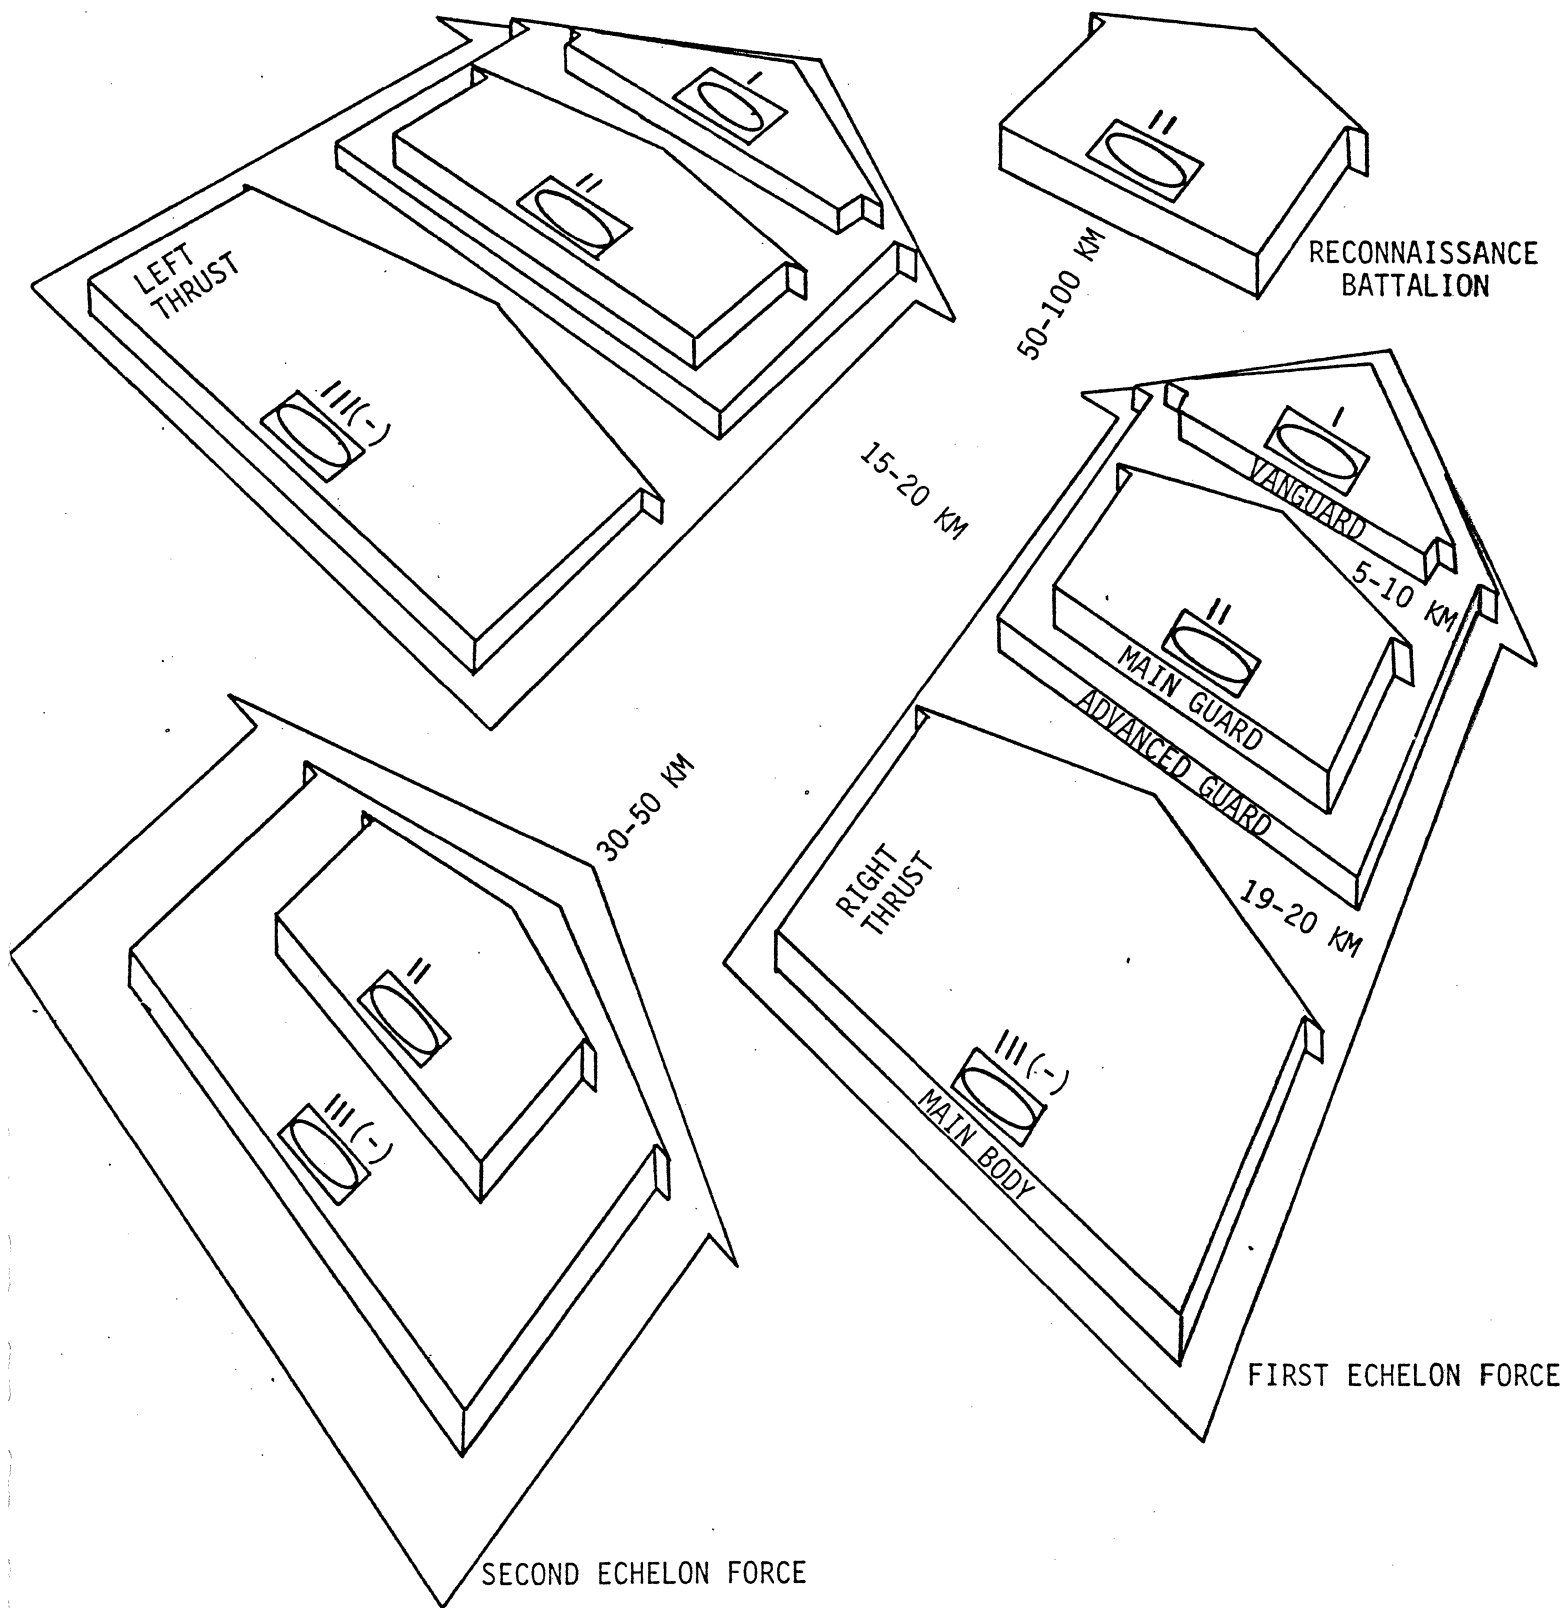 I
II
RECONNAISSANCE
BATTALION
II
LEFT
THRUST
50-100 KM
III(-)
15-20 KM
I
VANGUARD
5-10 KM
II
MAIN GUARD
ADVANCED GUARD
30-50 KM
RIGHT
THRUST
19-20 KM
II
III(-)
MAIN BODY
III(-)
FIRST ECHELON FORCE
SECOND ECHELON FORCE